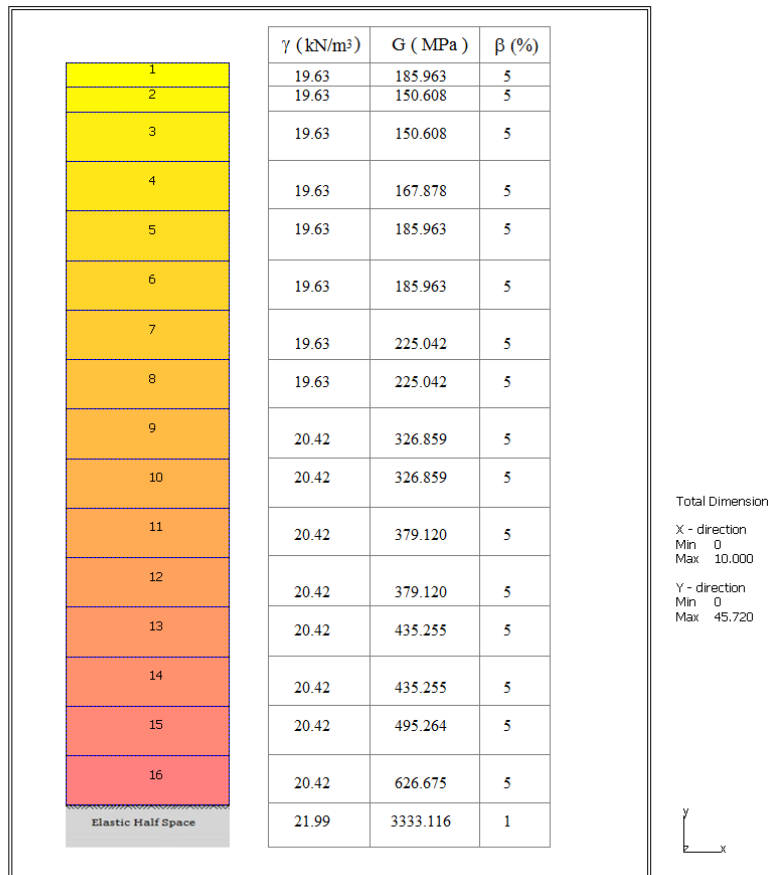 γ ( kN/m³) G ( MPa ) β (%)
1 19.63 185.963 5
2 19.63 150.608 5
3 19.63 150.608 5
4 19.63 167.878 5
5 19.63 185.963 5
6 19.63 185.963 5
7 19.63 225.042 5
8 19.63 225.042 5
9 20.42 326.859 5
10 20.42 326.859 5
11 20.42 379.120 5
12 20.42 379.120 5
13 20.42 435.255 5
14 20.42 435.255 5
15 20.42 495.264 5
16 20.42 626.675 5
Elastic Half Space 21.99 3333.116 1
Total Dimension
X - direction
Min 0
Max 10.000
Y - direction
Min 0
Max 45.720
y
z x